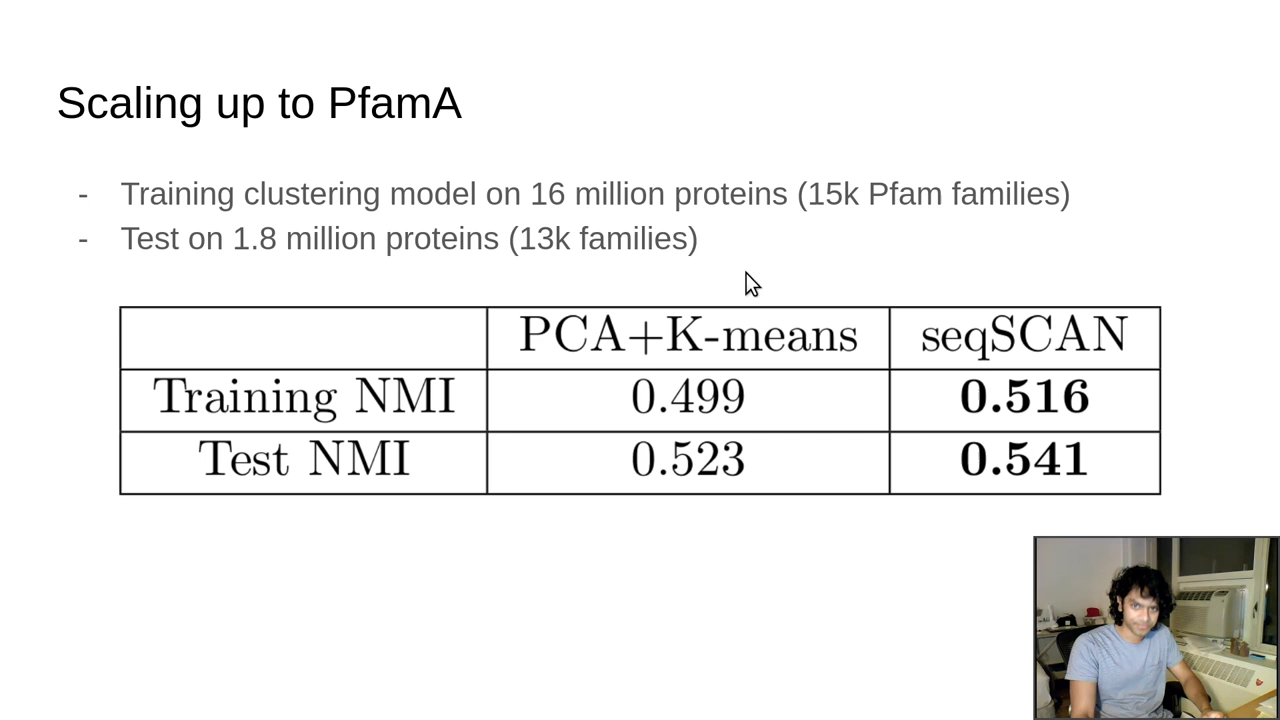 Scaling up to PfamA
- Training clustering model on 16 million proteins (15k Pfam families)
- Test on 1.8 million proteins (13k families)
PCA+K-means seqSCAN
Training NMI 0.499 0.516
Test NMI 0.523 0.541